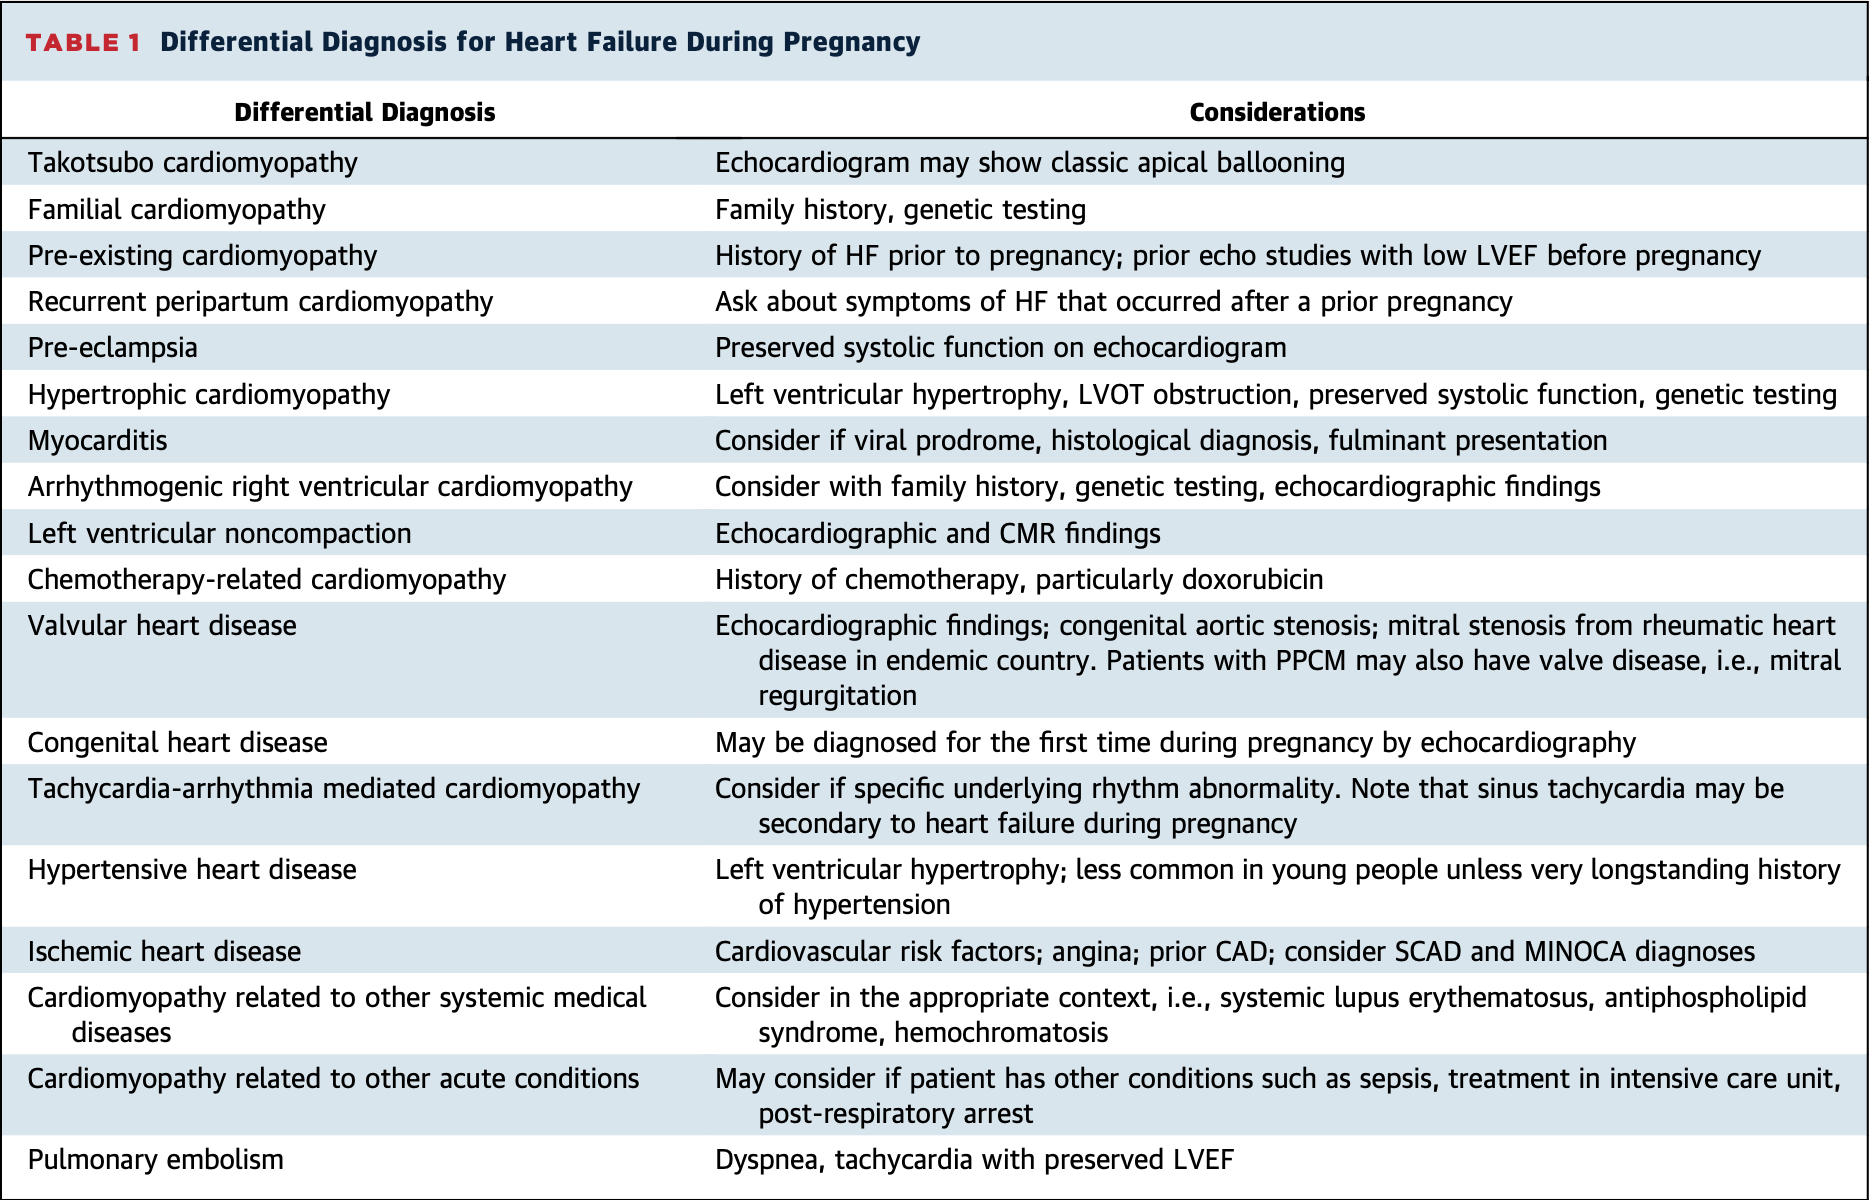 TABLE 1 Differential Diagnosis for Heart Failure During Pregnancy
Differential Diagnosis Considerations
Takotsubo cardiomyopathy Echocardiogram may show classic apical ballooning
Familial cardiomyopathy Family history, genetic testing
Pre-existing cardiomyopathy History of HF prior to pregnancy; prior echo studies with low LVEF before pregnancy
Recurrent peripartum cardiomyopathy Ask about symptoms of HF that occurred after a prior pregnancy
Pre-eclampsia Preserved systolic function on echocardiogram
Hypertrophic cardiomyopathy Left ventricular hypertrophy, LVOT obstruction, preserved systolic function, genetic testing
Myocarditis Consider if viral prodrome, histological diagnosis, fulminant presentation
Arrhythmogenic right ventricular cardiomyopathy Consider with family history, genetic testing, echocardiographic findings
Left ventricular noncompaction Echocardiographic and CMR findings
Chemotherapy-related cardiomyopathy History of chemotherapy, particularly doxorubicin
Valvular heart disease Echocardiographic findings; congenital aortic stenosis; mitral stenosis from rheumatic heart
disease in endemic country. Patients with PPCM may also have valve disease, i.e., mitral
regurgitation
Congenital heart disease May be diagnosed for the first time during pregnancy by echocardiography
Tachycardia-arrhythmia mediated cardiomyopathy Consider if specific underlying rhythm abnormality. Note that sinus tachycardia may be
secondary to heart failure during pregnancy
Hypertensive heart disease Left ventricular hypertrophy; less common in young people unless very longstanding history
of hypertension
Ischemic heart disease Cardiovascular risk factors; angina; prior CAD; consider SCAD and MINOCA diagnoses
Cardiomyopathy related to other systemic medical Consider in the appropriate context, i.e., systemic lupus erythematosus, antiphospholipid
diseases syndrome, hemochromatosis
Cardiomyopathy related to other acute conditions May consider if patient has other conditions such as sepsis, treatment in intensive care unit,
post-respiratory arrest
Pulmonary embolism Dyspnea, tachycardia with preserved LVEF